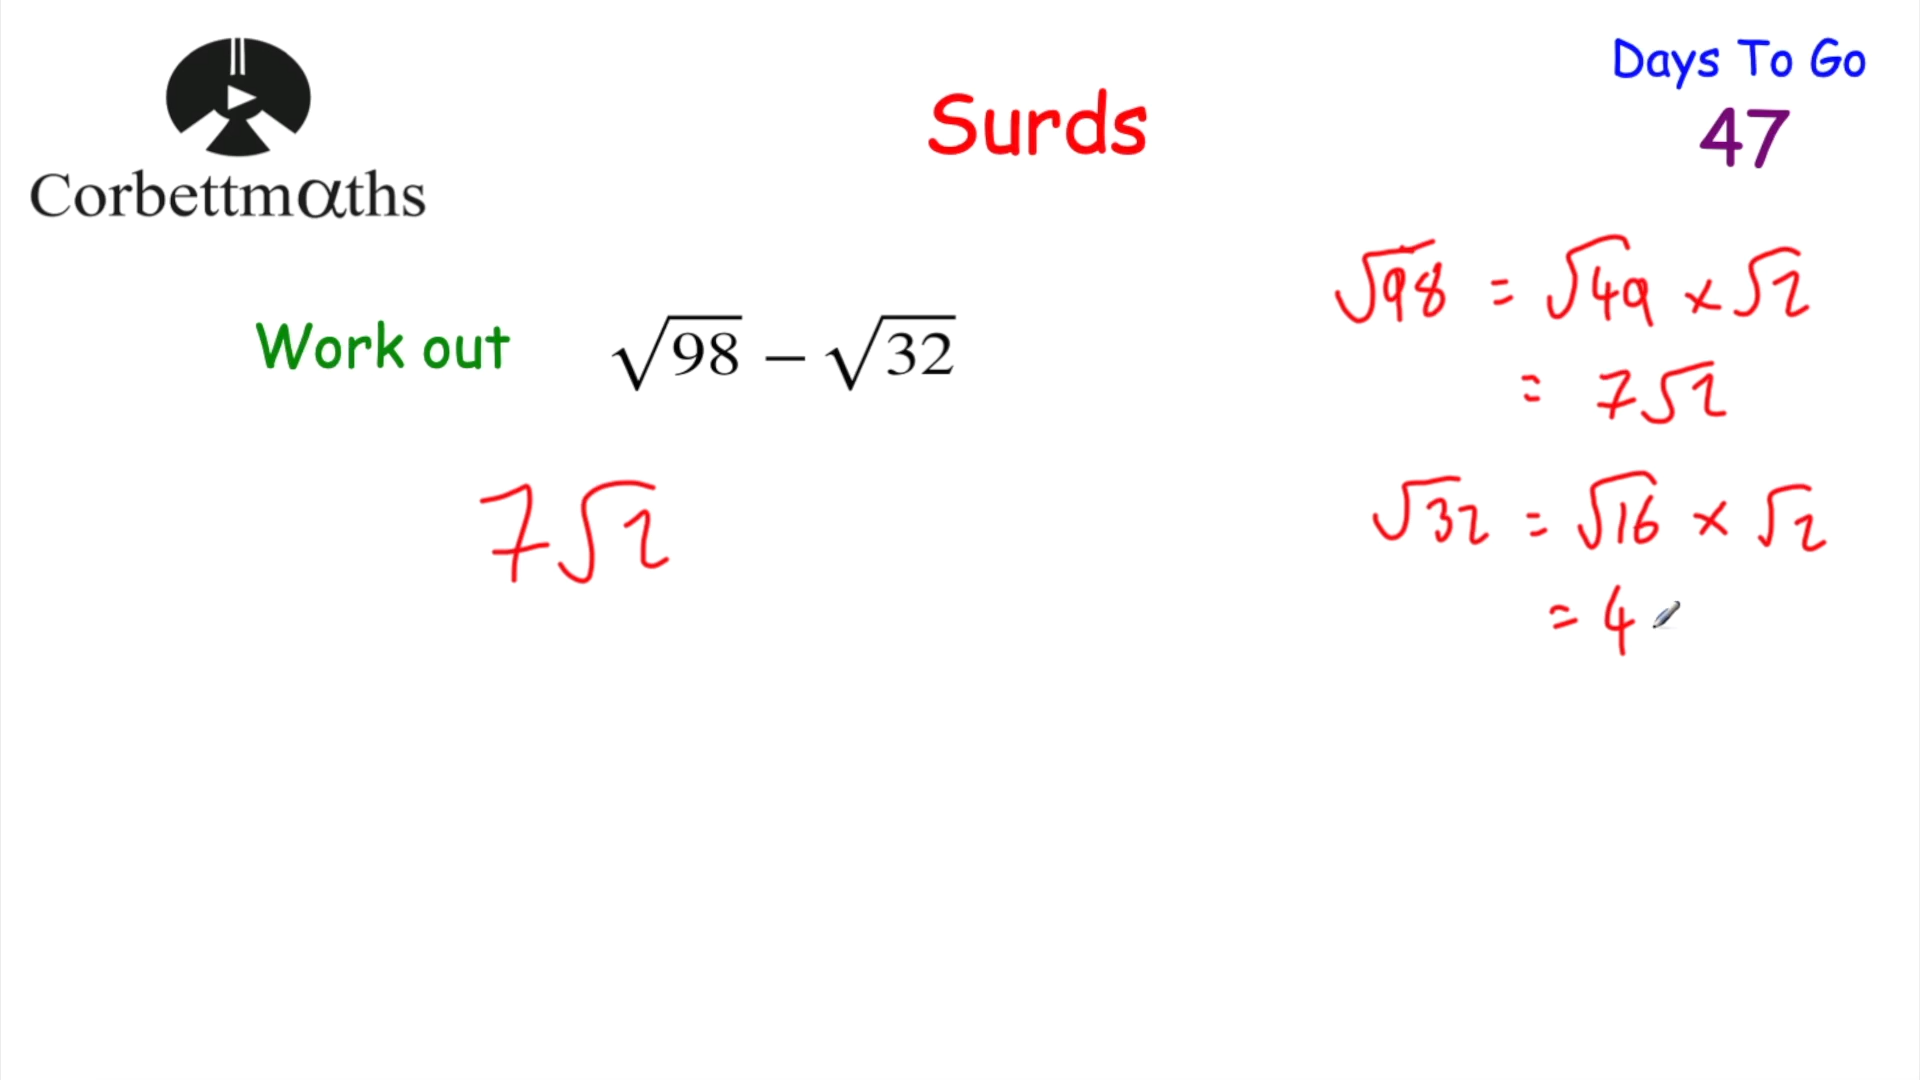 Corbettmαths
Surds
Days To Go
47
Work out √98 – √32
√98 = √49 × √2
= 7√2
√32 = √16 × √2
= 4
7√2